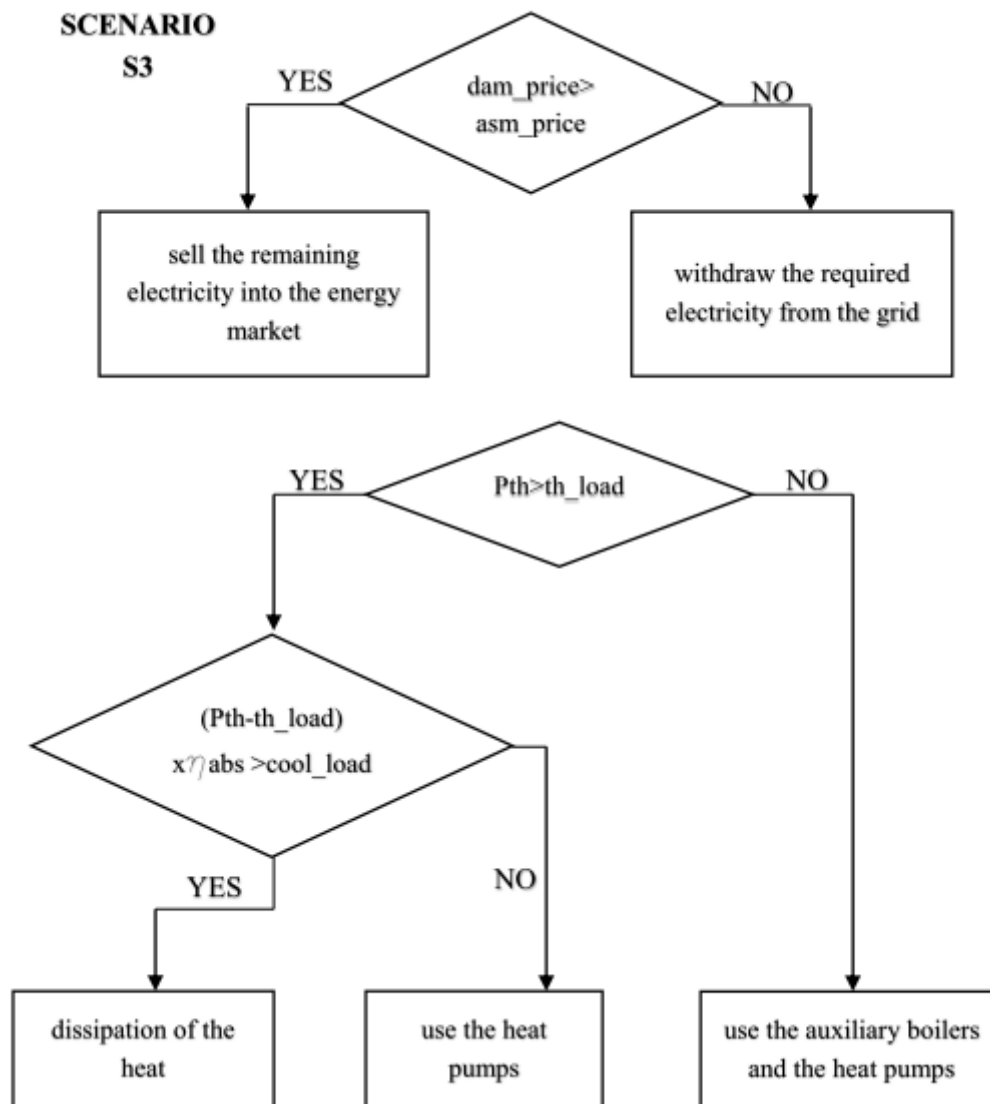 SCENARIO
S3
YES
dam_price>
asm_price
NO
sell the remaining
electricity into the energy
market
withdraw the required
electricity from the grid
YES
Pth>th_load
NO
(Pth-th_load)
xηabs >cool_load
YES
NO
dissipation of the
heat
use the heat
pumps
use the auxiliary boilers
and the heat pumps